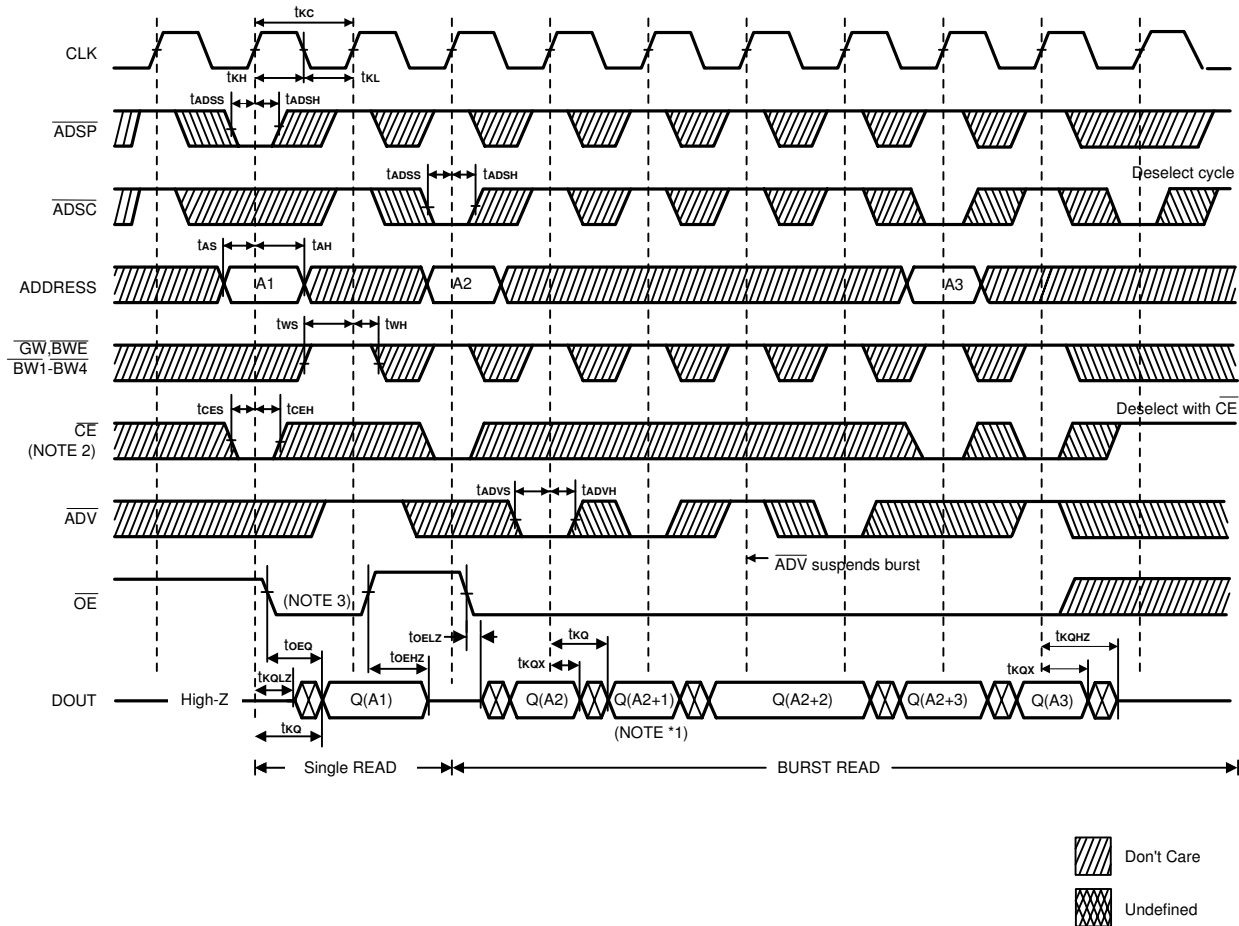 tKC
CLK
tKH
tKL
tADSS
tADSH
ADSP
tADSS
tADSH
Deselect cycle
ADSC
tAS
tAH
ADDRESS
A1
A2
A3
tWS
tWH
GW,BWE
BW1-BW4
tCES
tCEH
Deselect with CE
CE
(NOTE 2)
tADVS
tADVH
ADV
ADV suspends burst
OE
(NOTE 3)
tOEQ
tOELZ
tKQ
tKQHZ
tKQLZ
tOEHZ
tKQX
tKQX
DOUT
High-Z
Q(A1)
Q(A2)
Q(A2+1)
Q(A2+2)
Q(A2+3)
Q(A3)
tKQ
(NOTE *1)
Single READ
BURST READ
Don't Care
Undefined